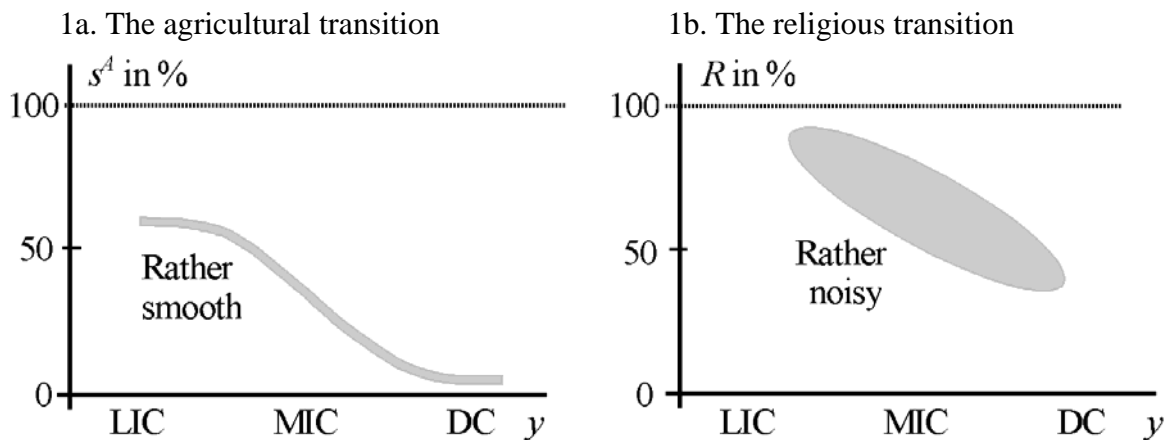 1a. The agricultural transition
s^A in %
100
50
0
Rather
smooth
LIC MIC DC y
1b. The religious transition
R in %
100
50
0
Rather
noisy
LIC MIC DC y